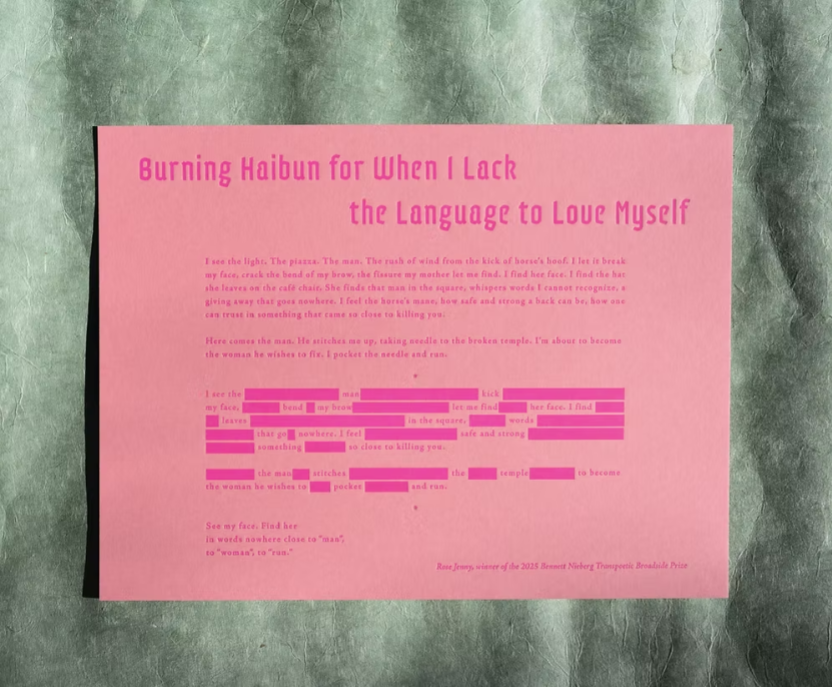 Burning Haibun for When I Lack
the Language to Love Myself
I see the light. The piazza. The man. The rush of wind from the kick of horse's hoof. I let it break
my face, crack the bend of my brow, the fissure my mother let me find. I find her face. I find the hat
she leaves on the café chair. She finds that man in the square, whispers words I cannot recognize, a
giving away that goes nowhere. I feel the horse's mane, how safe and strong a back can be, how one
can trust in something that came so close to killing you.
Here comes the man. He stitches me up, taking needle to the broken temple. I'm about to become
the woman he wishes to fix. I pocket the needle and run.
*
I see the man kick
my face, bend my brow let me find her face. I find
leaves in the square, words
that go nowhere. I feel safe and strong
something so close to killing you.
the man stitches the temple to become
the woman he wishes to pocket and run.
*
See my face. Find her
in words nowhere close to "man",
to "woman", to "run."
Rose Jenny, winner of the 2025 Bennett Nieberg Transpoetic Broadside Prize